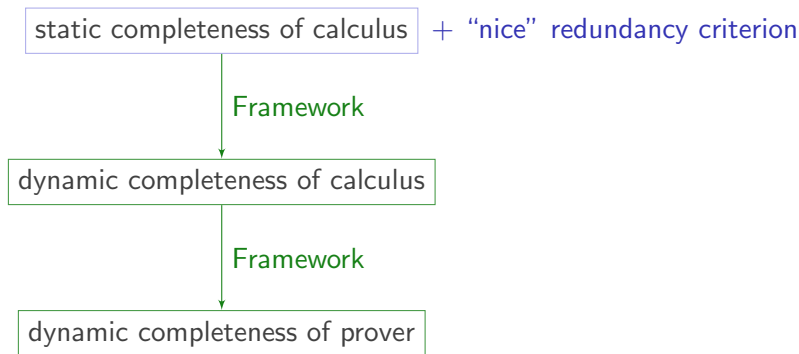 static completeness of calculus + “nice” redundancy criterion
Framework
dynamic completeness of calculus
Framework
dynamic completeness of prover